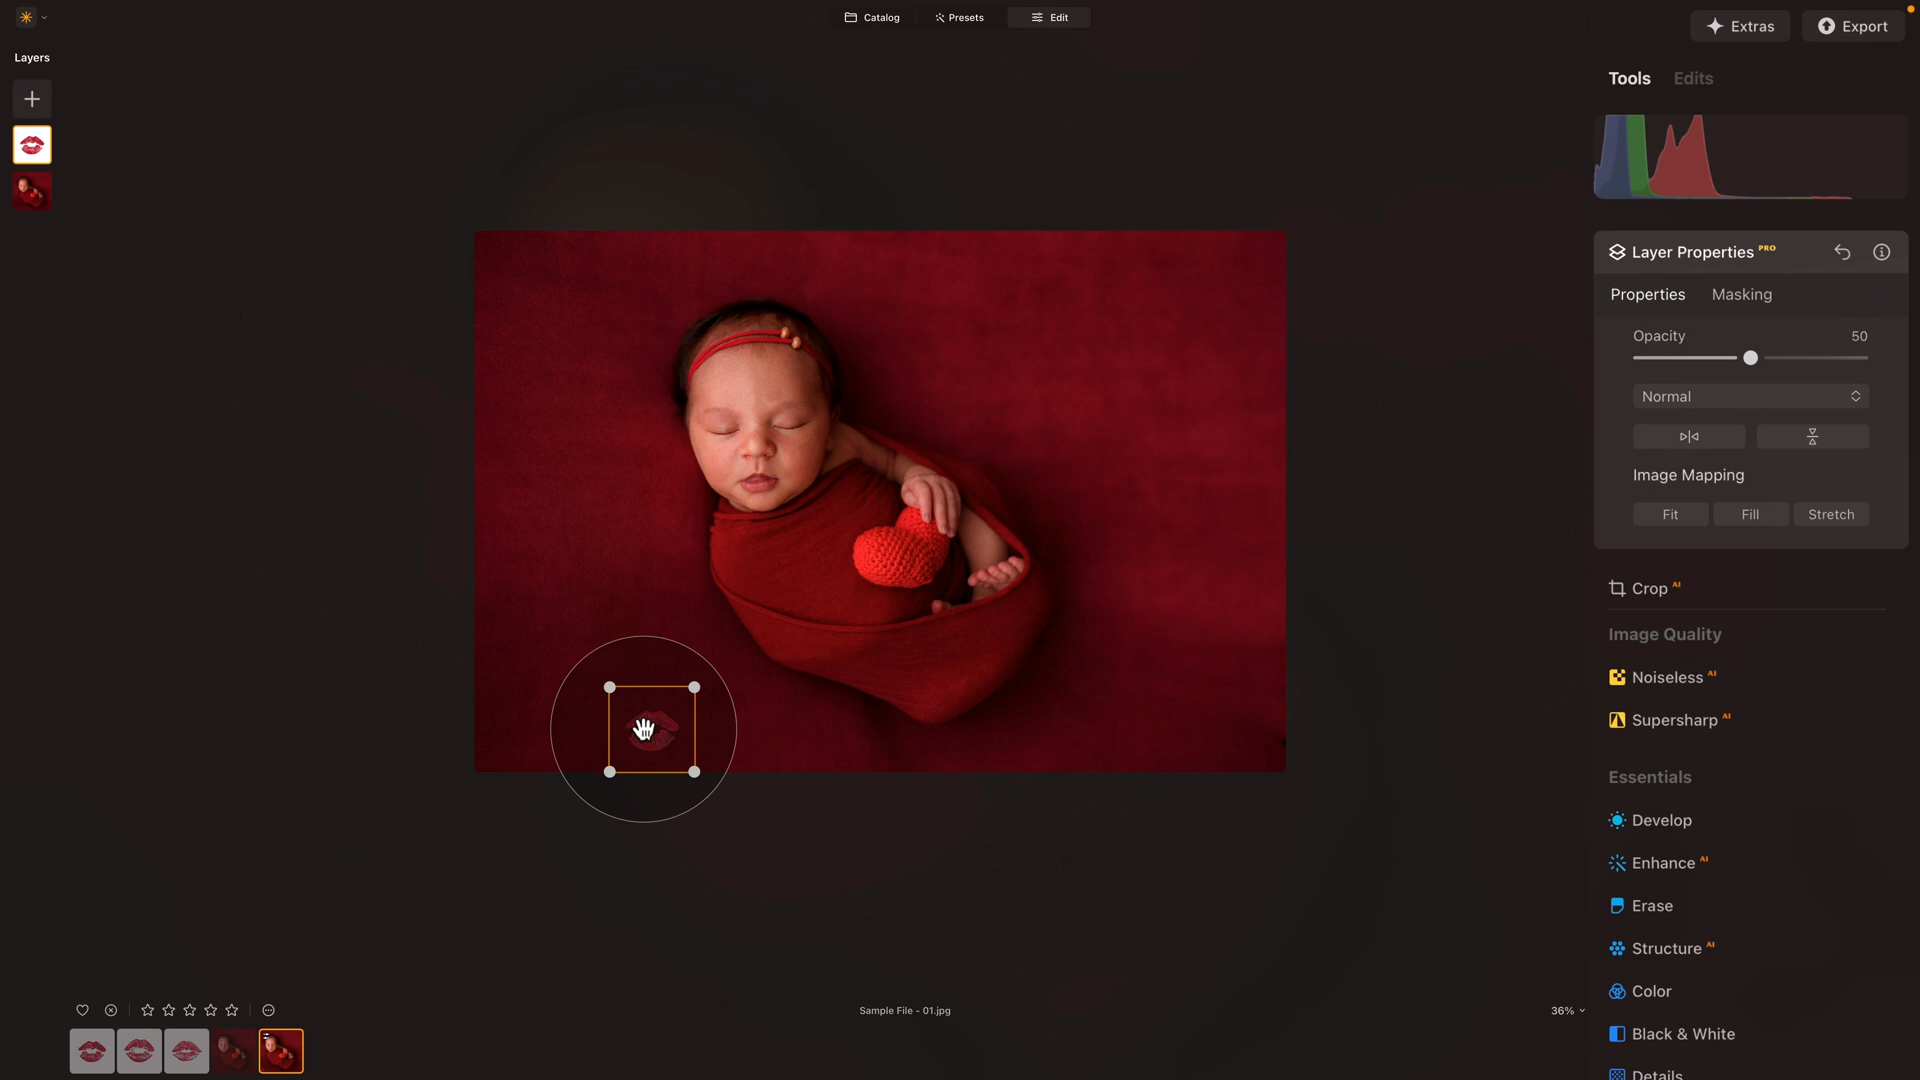 Catalog
Presets
Edit
Extras
Export
Layers
Tools
Edits
Layer Properties PRO
Properties
Masking
Opacity
50
Normal
Image Mapping
Fit
Fill
Stretch
Crop AI
Image Quality
Noiseless AI
Supersharp AI
Essentials
Develop
Enhance AI
Erase
Structure AI
Color
Black & White
Details
Sample File - 01.jpg
36%